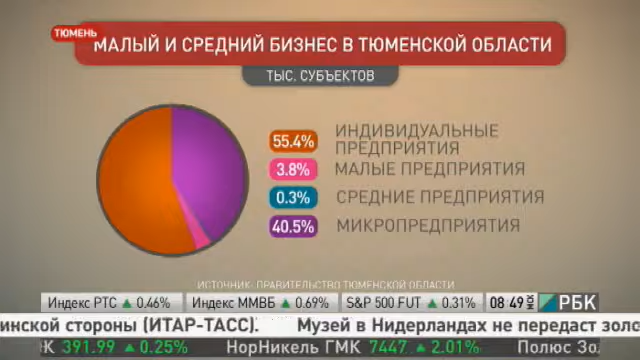 ТЮМЕНЬ
МАЛЫЙ И СРЕДНИЙ БИЗНЕС В ТЮМЕНСКОЙ ОБЛАСТИ
ТЫС. СУБЪЕКТОВ
55.4% ИНДИВИДУАЛЬНЫЕ
ПРЕДПРИЯТИЯ
3.8% МАЛЫЕ ПРЕДПРИЯТИЯ
0.3% СРЕДНИЕ ПРЕДПРИЯТИЯ
40.5% МИКРОПРЕДПРИЯТИЯ
ИСТОЧНИК: ПРАВИТЕЛЬСТВО ТЮМЕНСКОЙ ОБЛАСТИ
Индекс РТС ▲ 0.46% Индекс ММВБ ▲ 0.69% S&P 500 FUT ▲ 0.31% 08:49 МСК РБК
инской стороны (ИТАР-ТАСС). Музей в Нидерландах не передаст золо
К 391.99 ▲ 0.25% НорНикель ГМК 7447 ▲ 2.01% Полюс Зол